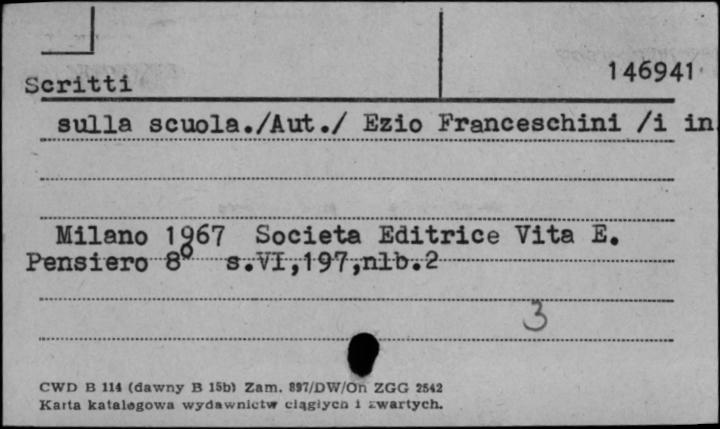 146941
Scritti
sulla scuola./Aut./ Ezio Franceschini /i in
Milano 1967 Societa Editrice Vita E.
Pensiero 8° s.VI,197,nlb.2
3
CWD B 114 (dawny B 15b) Zam. 897/DW/On ZGG 2542
Karta katalogowa wydawnictw ciągłych i zwartych.